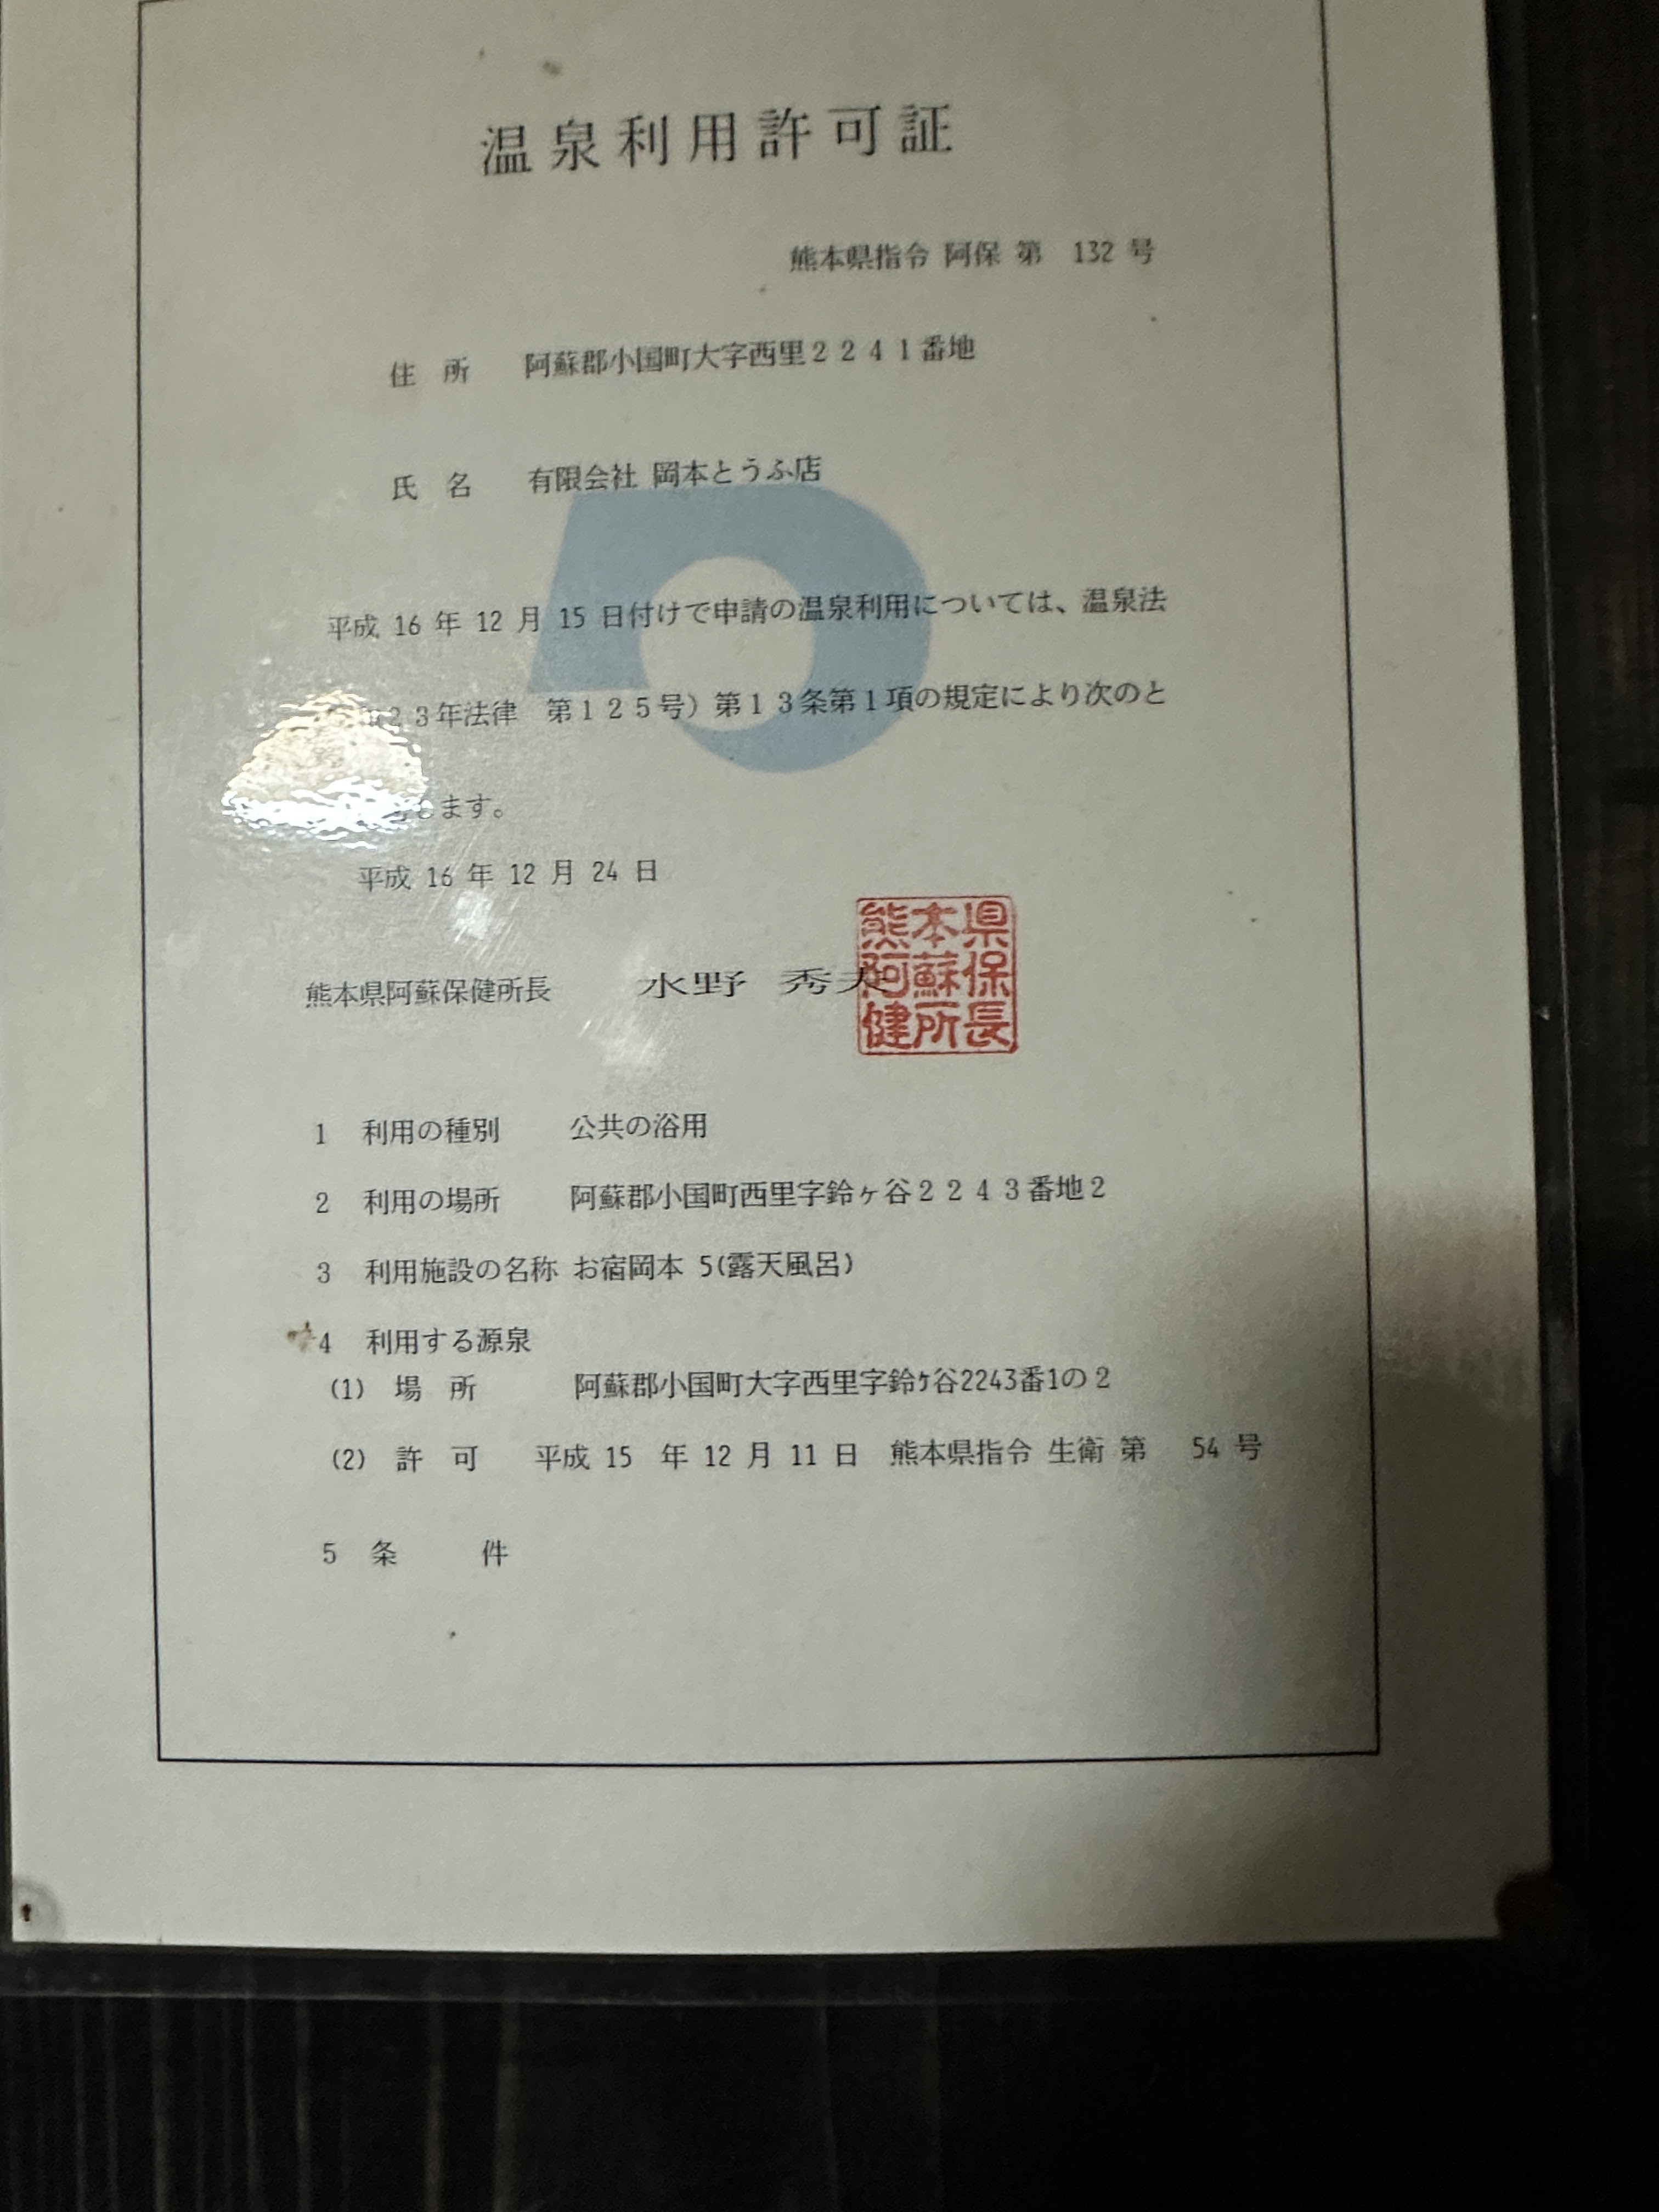 温泉利用許可証
熊本県指令 阿保 第 132 号
住 所 阿蘇郡小国町大字西里2241番地
氏 名 有限会社 岡本とうふ店
平成 16 年 12 月 15 日付けで申請の温泉利用については、温泉法
23年法律 第125号)第13条第1項の規定により次のと
します。
平成 16 年 12 月 24 日
熊本県阿蘇保健所長 水野 秀夫
熊本県
阿蘇保
健所長
1 利用の種別 公共の浴用
2 利用の場所 阿蘇郡小国町西里字鈴ヶ谷2243番地2
3 利用施設の名称 お宿岡本 5(露天風呂)
4 利用する源泉
(1) 場 所 阿蘇郡小国町大字西里字鈴ケ谷2243番1の2
(2) 許 可 平成 15 年 12 月 11 日 熊本県指令 生衛 第 54 号
5 条 件